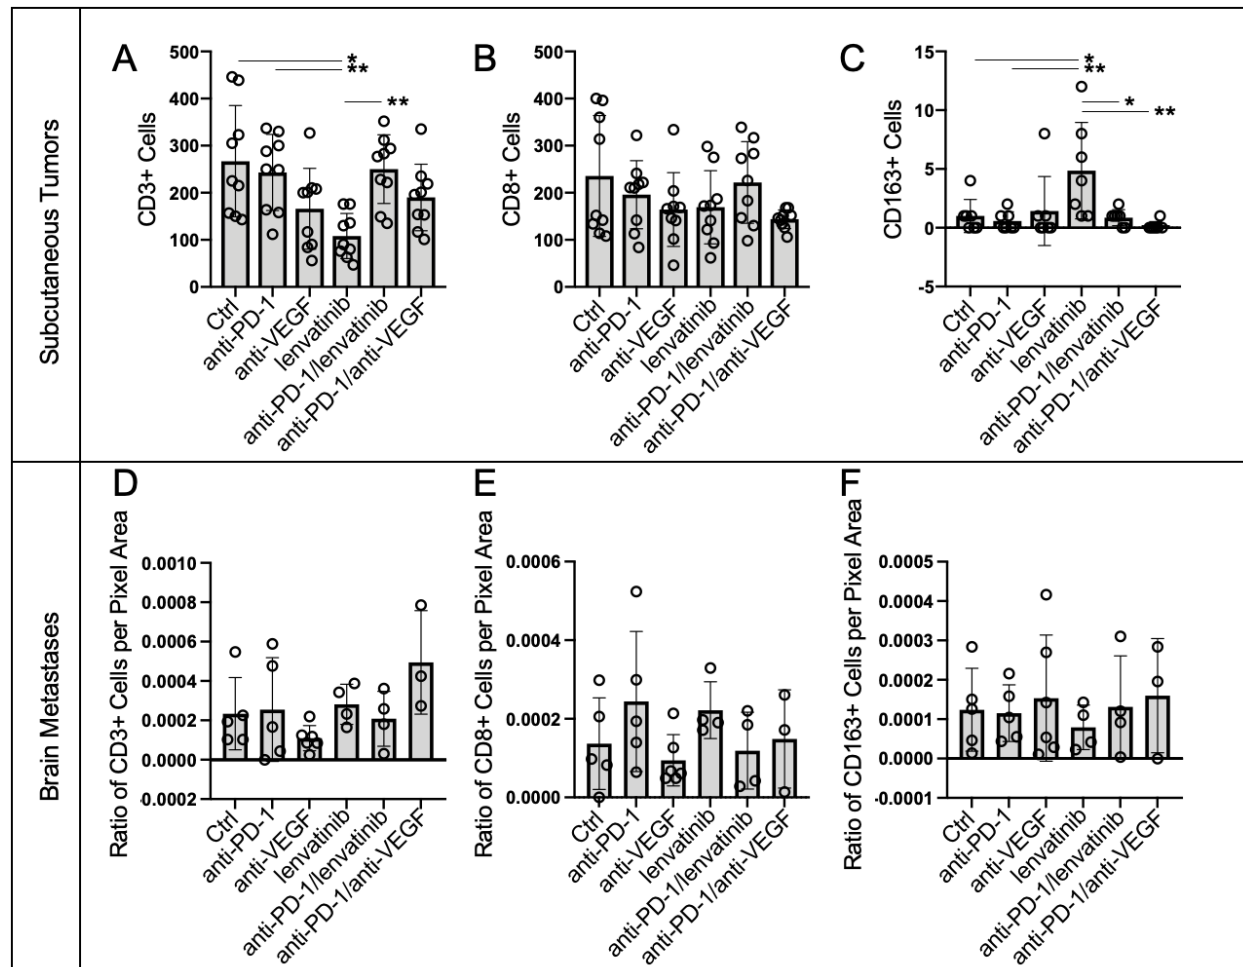 Subcutaneous Tumors
A
CD3+ Cells
500
400
300
200
100
0
*
**
**
Ctrl
anti-PD-1
anti-VEGF
lenvatinib
anti-PD-1/lenvatinib
anti-PD-1/anti-VEGF
B
CD8+ Cells
500
400
300
200
100
0
Ctrl
anti-PD-1
anti-VEGF
lenvatinib
anti-PD-1/lenvatinib
anti-PD-1/anti-VEGF
C
CD163+ Cells
15
10
5
0
-5
*
**
*
**
Ctrl
anti-PD-1
anti-VEGF
lenvatinib
anti-PD-1/lenvatinib
anti-PD-1/anti-VEGF
Brain Metastases
D
Ratio of CD3+ Cells per Pixel Area
0.0010
0.0008
0.0006
0.0004
0.0002
0.0000
-0.0002
Ctrl
anti-PD-1
anti-VEGF
lenvatinib
anti-PD-1/lenvatinib
anti-PD-1/anti-VEGF
E
Ratio of CD8+ Cells per Pixel Area
0.0006
0.0004
0.0002
0.0000
Ctrl
anti-PD-1
anti-VEGF
lenvatinib
anti-PD-1/lenvatinib
anti-PD-1/anti-VEGF
F
Ratio of CD163+ Cells per Pixel Area
0.0005
0.0004
0.0003
0.0002
0.0001
0.0000
-0.0001
Ctrl
anti-PD-1
anti-VEGF
lenvatinib
anti-PD-1/lenvatinib
anti-PD-1/anti-VEGF